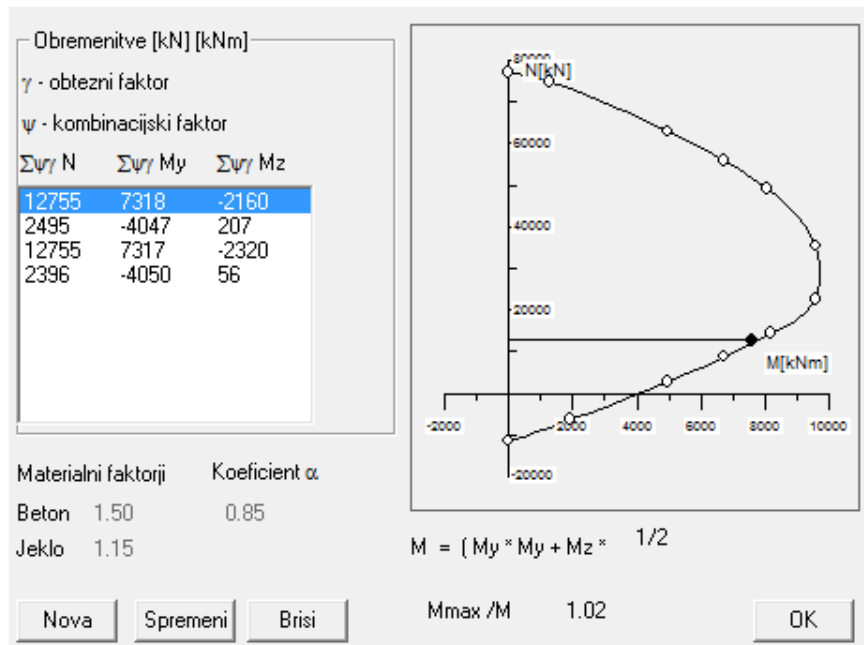 Obremenitve [kN] [kNm]
γ - obtezni faktor
ψ - kombinacijski faktor
Σψγ N Σψγ My Σψγ Mz
12755 7318 -2160
2495 -4047 207
12755 7317 -2320
2396 -4050 56
Materialni faktorji Koeficient α
Beton 1.50 0.85
Jeklo 1.15
Nova Spremeni Brisi
80000
N[kN]
60000
40000
20000
M[kNm]
-2000 2000 4000 6000 8000 10000
-20000
M = ( My * My + Mz * 1/2
Mmax /M 1.02
OK